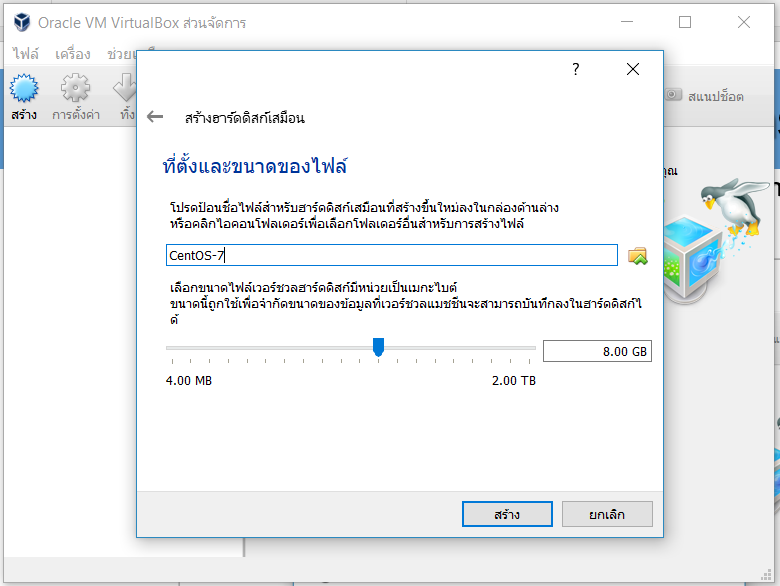 Oracle VM VirtualBox ส่วนจัดการ
ไฟล์ เครื่อง
?
สร้าง การตั้งค่า
สแนปช็อต
สร้างฮาร์ดดิสก์เสมือน
ที่ตั้งและขนาดของไฟล์
โปรดป้อนชื่อไฟล์สำหรับฮาร์ดดิสก์เสมือนที่สร้างขึ้นใหม่ลงในกล่องด้านล่าง
หรือคลิกไอคอนโฟลเดอร์เพื่อเลือกโฟลเดอร์อื่นสำหรับการสร้างไฟล์
CentOS-7
เลือกขนาดไฟล์เวอร์ชวลฮาร์ดดิสก์มีหน่วยเป็นเมกะไบต์
ขนาดนี้ถูกใช้เพื่อจำกัดขนาดของข้อมูลที่เวอร์ชวลแมชชีนจะสามารถบันทึกลงในฮาร์ดดิสก์ไ
ด้
8.00 GB
4.00 MB 2.00 TB
สร้าง ยกเลิก